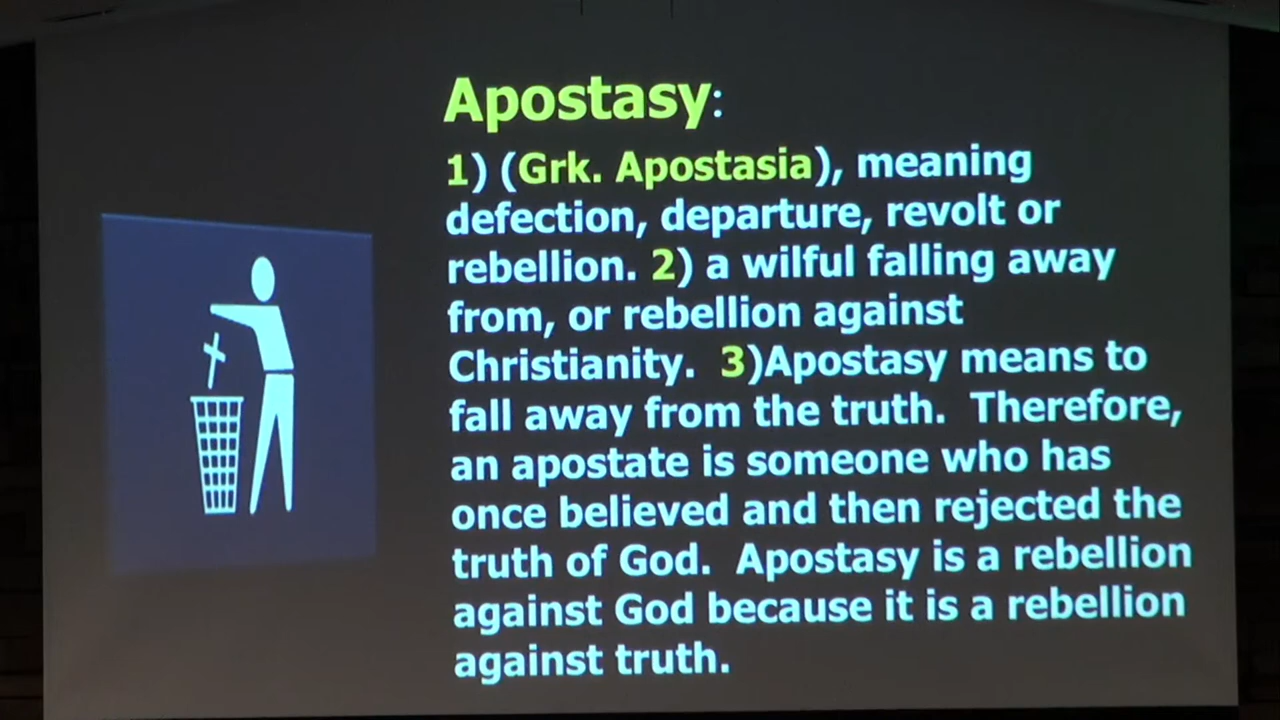 Apostasy:
1) (Grk. Apostasia), meaning
defection, departure, revolt or
rebellion. 2) a wilful falling away
from, or rebellion against
Christianity.  3)Apostasy means to
fall away from the truth.  Therefore,
an apostate is someone who has
once believed and then rejected the
truth of God.  Apostasy is a rebellion
against God because it is a rebellion
against truth.